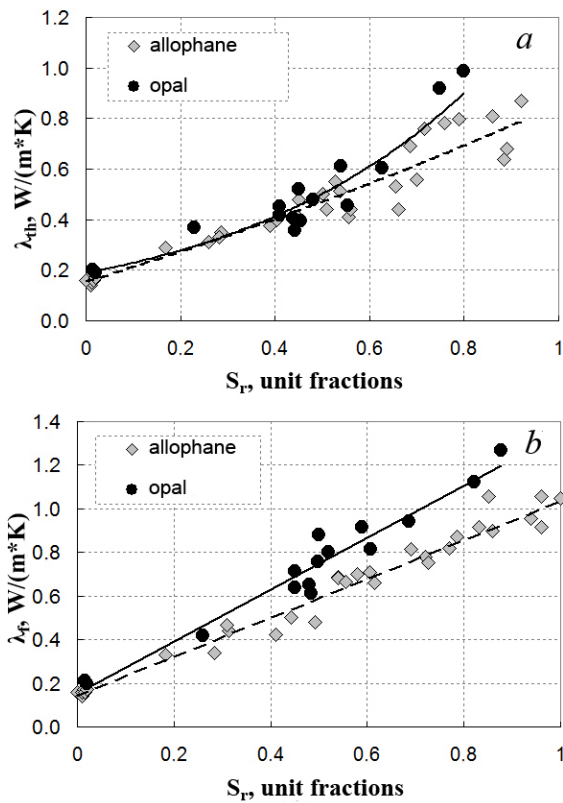 1.2
1.0
0.8
0.6
0.4
0.2
0.0
allophane
opal
a
λth, W/(m*K)
0 0.2 0.4 0.6 0.8 1
Sr, unit fractions
1.4
1.2
1.0
0.8
0.6
0.4
0.2
0.0
allophane
opal
b
λf, W/(m*K)
0 0.2 0.4 0.6 0.8 1
Sr, unit fractions